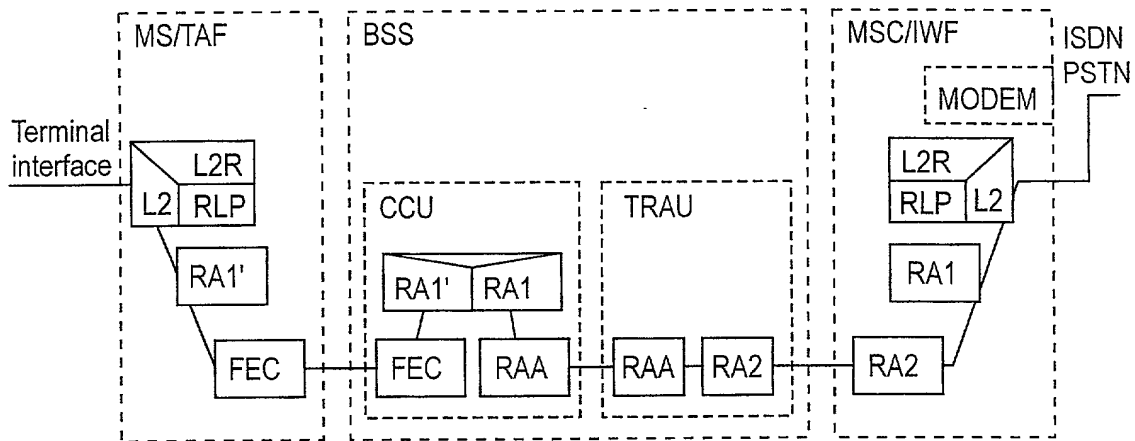 MS/TAF
BSS
MSC/IWF
ISDN
PSTN
MODEM
Terminal
interface
L2R
L2
RLP
L2R
RLP
L2
CCU
TRAU
RA1'
RA1'
RA1
RA1
FEC
FEC
RAA
RAA
RA2
RA2